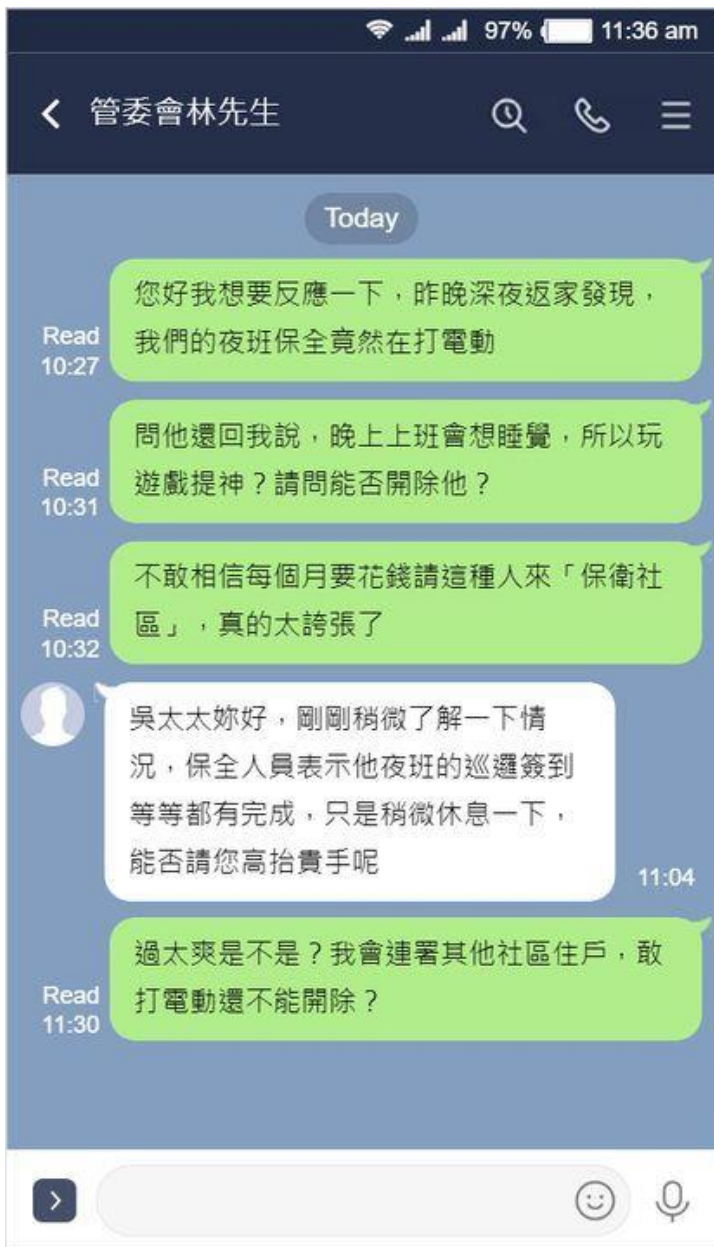 97% 11:36 am
管委會林先生
Today
您好我想要反應一下，昨晚深夜返家發現，
我們的夜班保全竟然在打電動
Read
10:27
問他還回我說，晚上上班會想睡覺，所以玩
遊戲提神？請問能否開除他？
Read
10:31
不敢相信每個月要花錢請這種人來「保衛社
區」，真的太誇張了
Read
10:32
吳太太妳好，剛剛稍微了解一下情
況，保全人員表示他夜班的巡邏簽到
等等都有完成，只是稍微休息一下，
能否請您高抬貴手呢
11:04
過太爽是不是？我會連署其他社區住戶，敢
打電動還不能開除？
Read
11:30